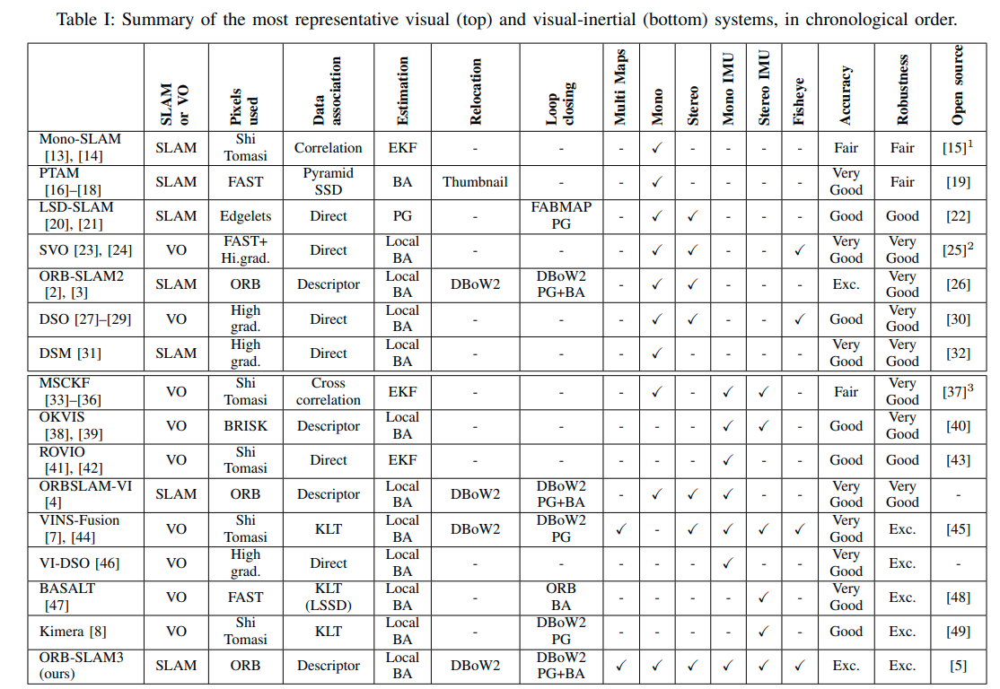 Table I: Summary of the most representative visual (top) and visual-inertial (bottom) systems, in chronological order.
SLAM or VO | Pixels used | Data association | Estimation | Relocation | Loop closing | Multi Maps | Mono | Stereo | Mono IMU | Stereo IMU | Fisheye | Accuracy | Robustness | Open source
Mono-SLAM [13], [14] | SLAM | Shi Tomasi | Correlation | EKF | - | - | - | ✓ | - | - | - | - | Fair | Fair | [15]1
PTAM [16]–[18] | SLAM | FAST | Pyramid SSD | BA | Thumbnail | - | - | ✓ | - | - | - | - | Very Good | Fair | [19]
LSD-SLAM [20], [21] | SLAM | Edgelets | Direct | PG | - | FABMAP PG | - | ✓ | ✓ | - | - | - | Good | Good | [22]
SVO [23], [24] | VO | FAST+ Hi.grad. | Direct | Local BA | - | - | - | ✓ | ✓ | - | - | ✓ | Very Good | Very Good | [25]2
ORB-SLAM2 [2], [3] | SLAM | ORB | Descriptor | Local BA | DBoW2 | DBoW2 PG+BA | - | ✓ | ✓ | - | - | - | Exc. | Very Good | [26]
DSO [27]–[29] | VO | High grad. | Direct | Local BA | - | - | - | ✓ | ✓ | - | - | ✓ | Good | Very Good | [30]
DSM [31] | SLAM | High grad. | Direct | Local BA | - | - | - | ✓ | - | - | - | - | Very Good | Very Good | [32]
MSCKF [33]–[36] | VO | Shi Tomasi | Cross correlation | EKF | - | - | - | ✓ | - | ✓ | ✓ | - | Fair | Very Good | [37]3
OKVIS [38], [39] | VO | BRISK | Descriptor | Local BA | - | - | - | - | - | ✓ | ✓ | - | Good | Very Good | [40]
ROVIO [41], [42] | VO | Shi Tomasi | Direct | EKF | - | - | - | - | - | ✓ | - | - | Good | Good | [43]
ORBSLAM-VI [4] | SLAM | ORB | Descriptor | Local BA | DBoW2 | DBoW2 PG+BA | - | ✓ | ✓ | ✓ | - | - | Very Good | Very Good | -
VINS-Fusion [7], [44] | VO | Shi Tomasi | KLT | Local BA | DBoW2 | DBoW2 PG | ✓ | - | ✓ | ✓ | ✓ | ✓ | Very Good | Exc. | [45]
VI-DSO [46] | VO | High grad. | Direct | Local BA | - | - | - | - | - | ✓ | - | - | Very Good | Exc. | -
BASALT [47] | VO | FAST | KLT (LSSD) | Local BA | - | ORB BA | - | - | - | - | ✓ | - | Very Good | Exc. | [48]
Kimera [8] | VO | Shi Tomasi | KLT | Local BA | - | DBoW2 PG | - | - | - | - | ✓ | - | Good | Exc. | [49]
ORB-SLAM3 (ours) | SLAM | ORB | Descriptor | Local BA | DBoW2 | DBoW2 PG+BA | ✓ | ✓ | ✓ | ✓ | ✓ | ✓ | Exc. | Exc. | [5]